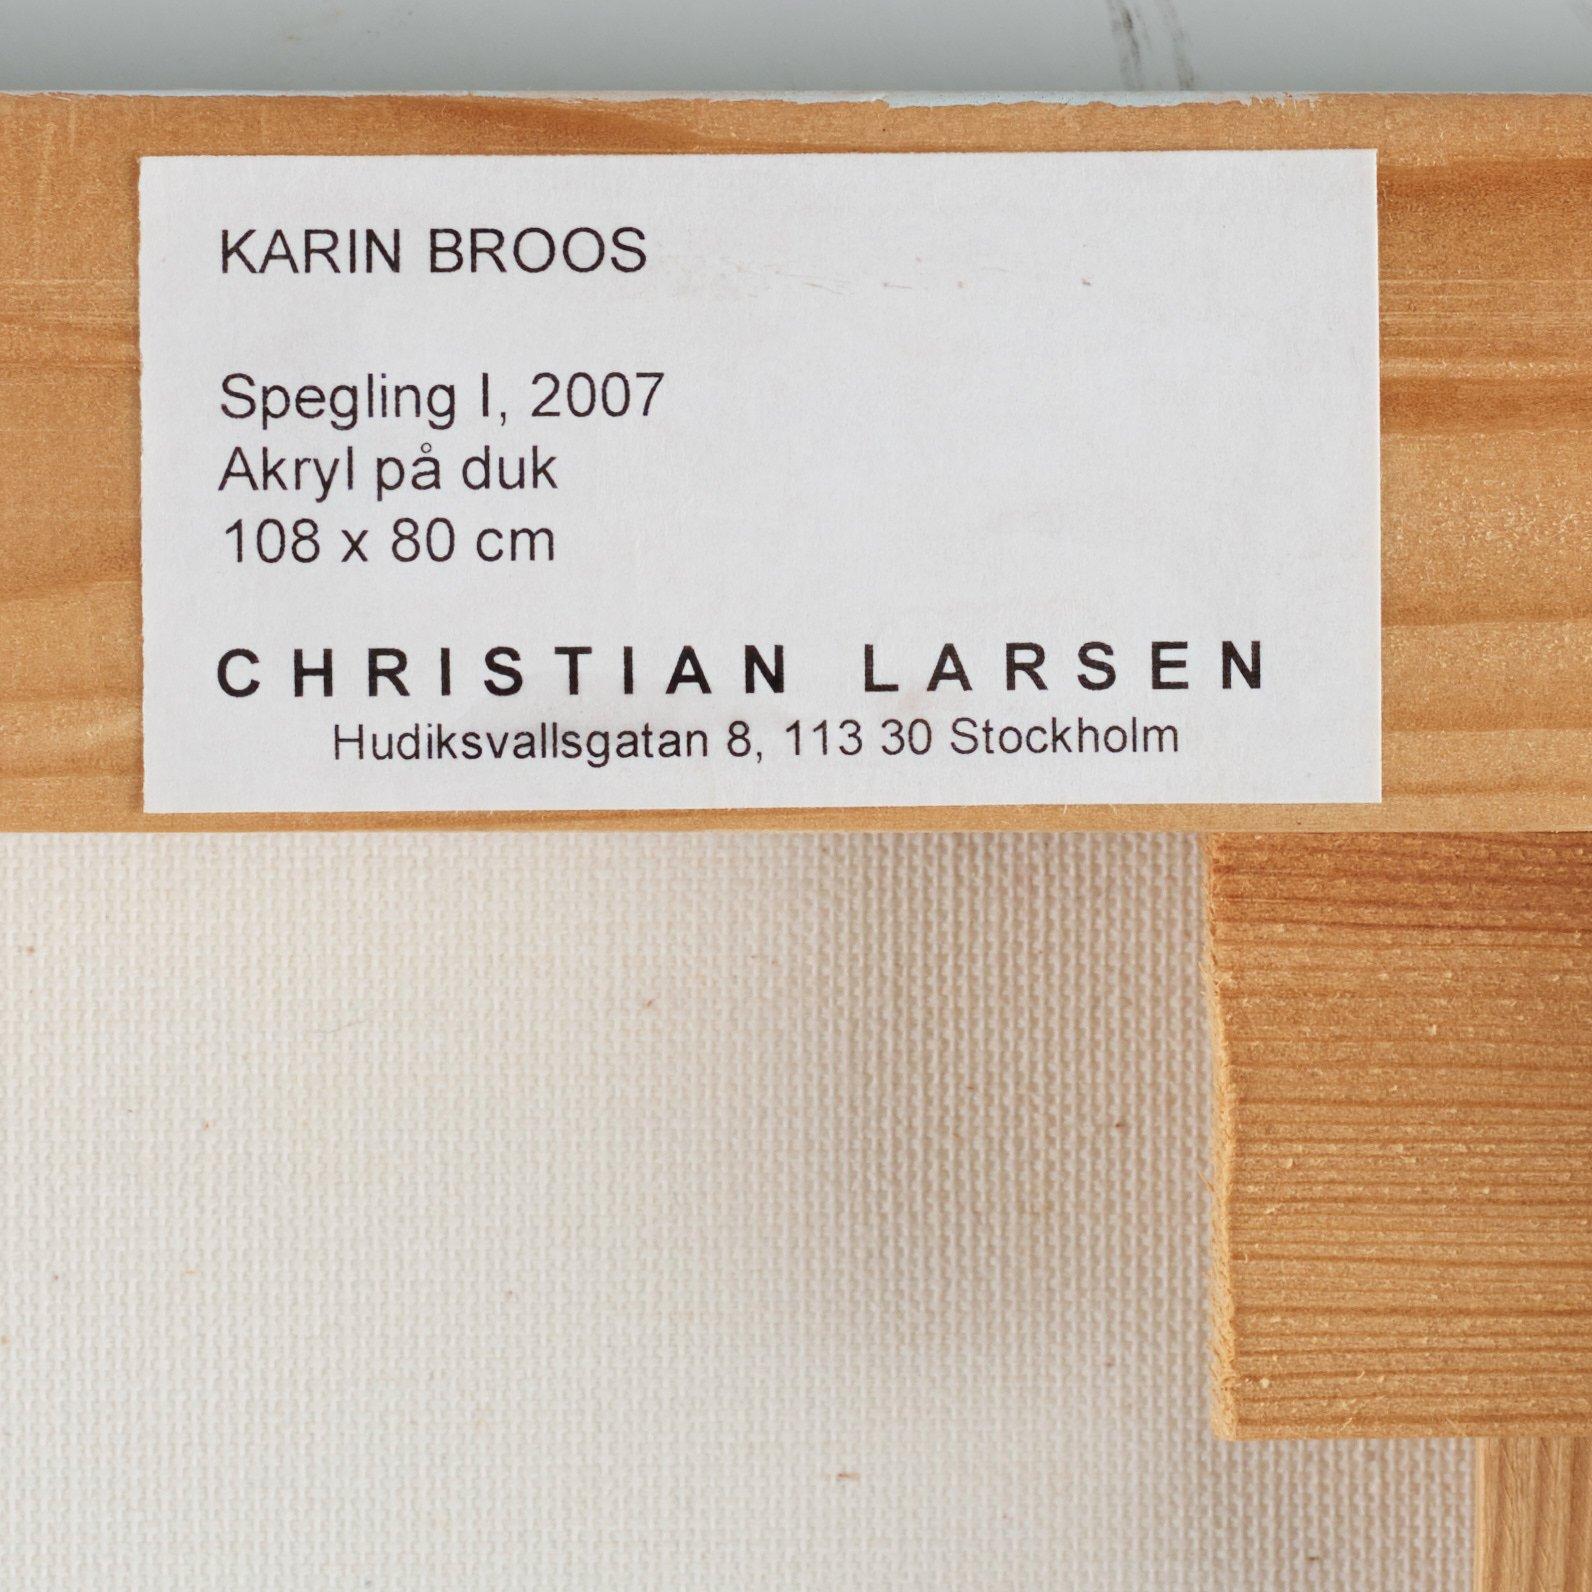 KARIN BROOS
Spegling I, 2007
Akryl på duk
108 x 80 cm
CHRISTIAN LARSEN
Hudiksvallsgatan 8, 113 30 Stockholm